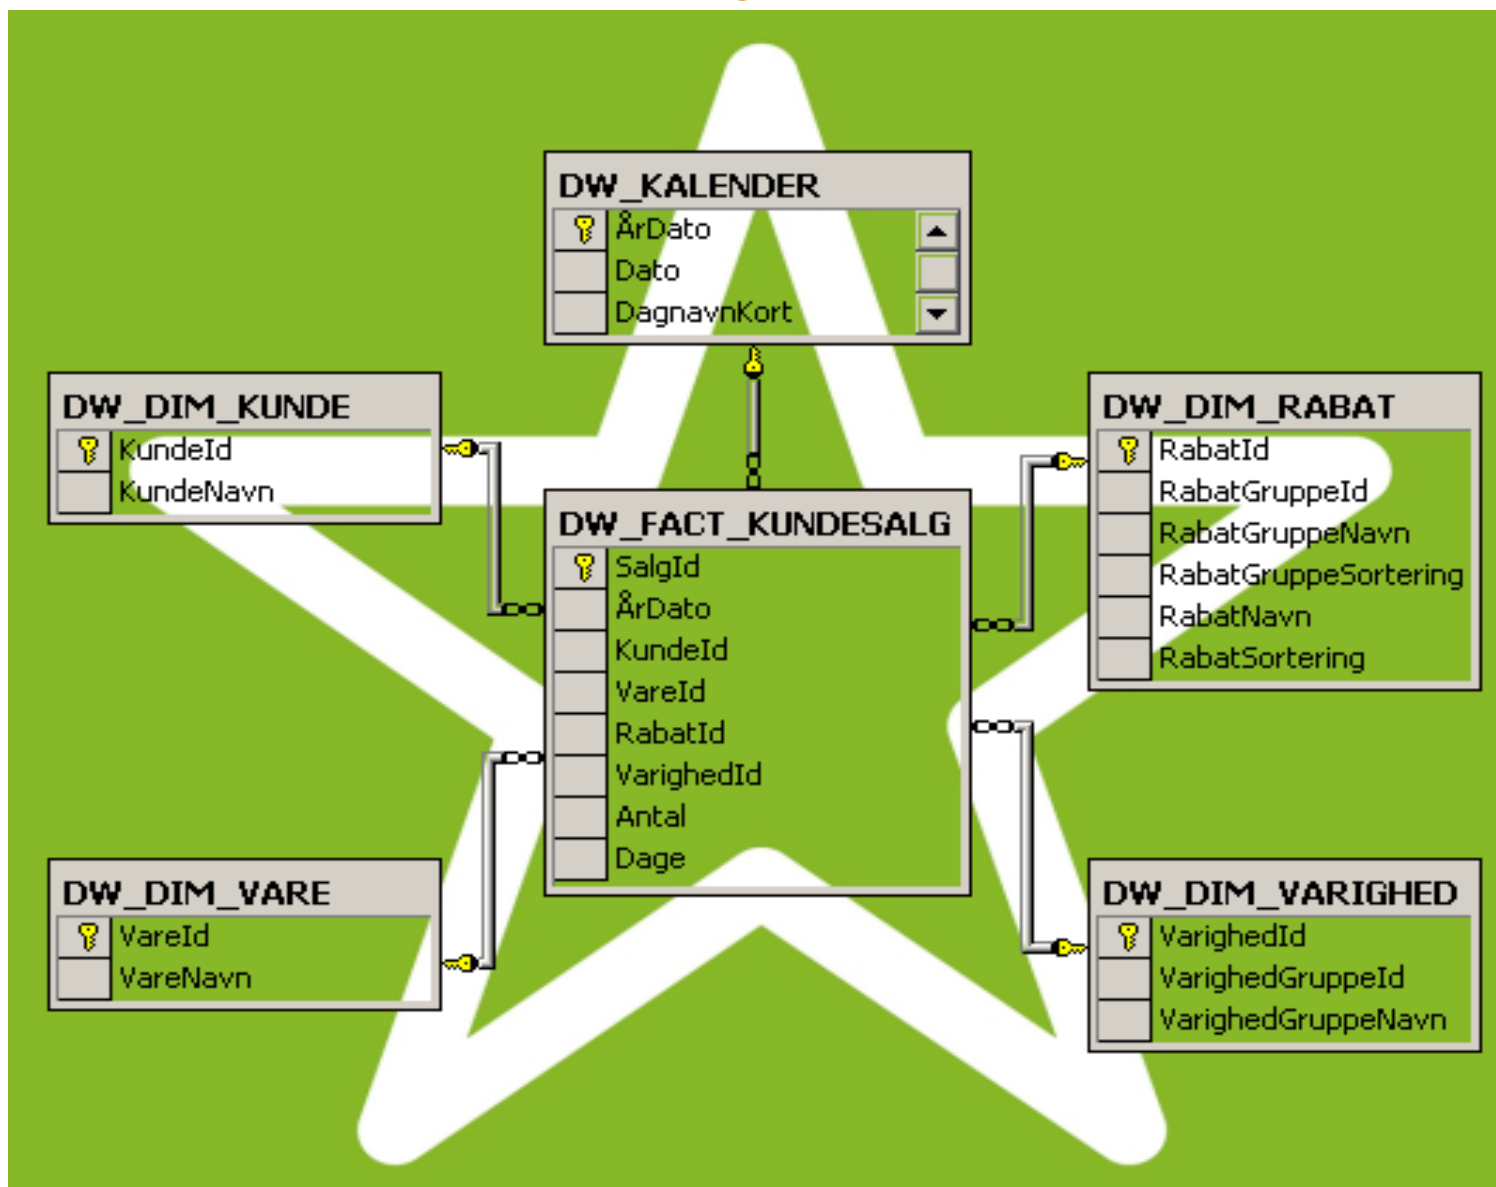 DW_KALENDER
ÅrDato
Dato
DagnavnKort
DW_DIM_KUNDE
KundeId
KundeNavn
DW_FACT_KUNDESALG
SalgId
ÅrDato
KundeId
VareId
RabatId
VarighedId
Antal
Dage
DW_DIM_RABAT
RabatId
RabatGruppeId
RabatGruppeNavn
RabatGruppeSortering
RabatNavn
RabatSortering
DW_DIM_VARE
VareId
VareNavn
DW_DIM_VARIGHED
VarighedId
VarighedGruppeId
VarighedGruppeNavn